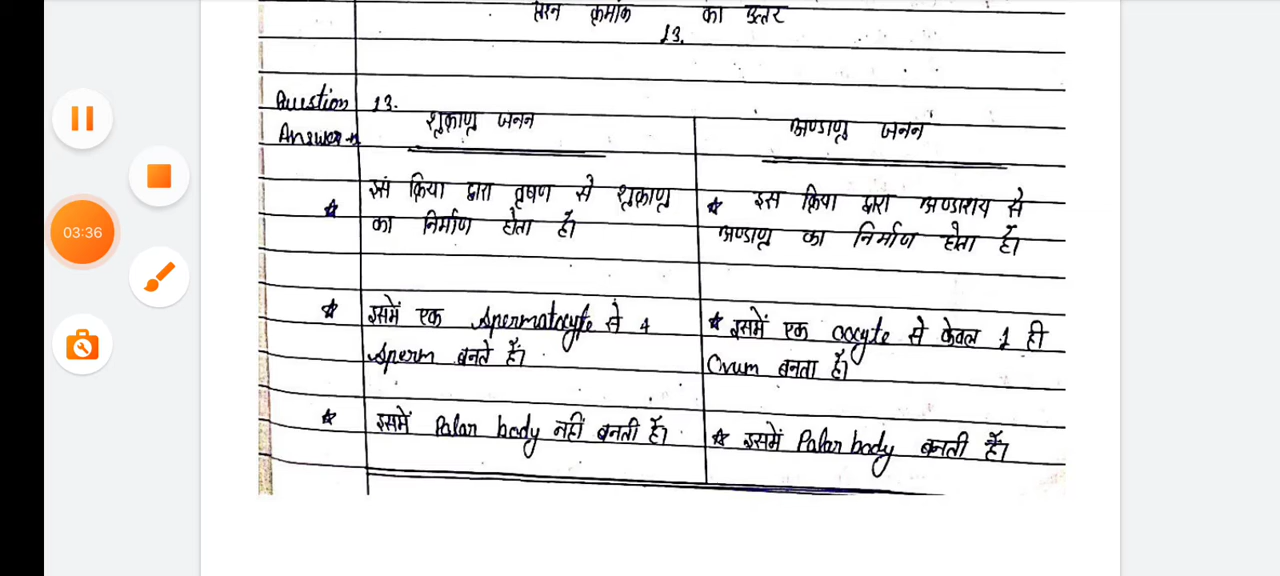 प्रश्न क्रमांक का उत्तर
13.
Question 13.
Answer →
शुक्राणु जनन
अण्डाणु जनन
☆ इस क्रिया द्वारा वृषण से शुक्राणु
का निर्माण होता है।
☆ इस क्रिया द्वारा अण्डाशय से
अण्डाणु का निर्माण होता है।
☆ इसमें एक Spermatocyte से 4
Sperm बनते हैं।
☆ इसमें एक oocyte से केवल 1 ही
Ovum बनता है।
☆ इसमें Polar body नहीं बनती है।
☆ इसमें Polar body बनती है।
03:36